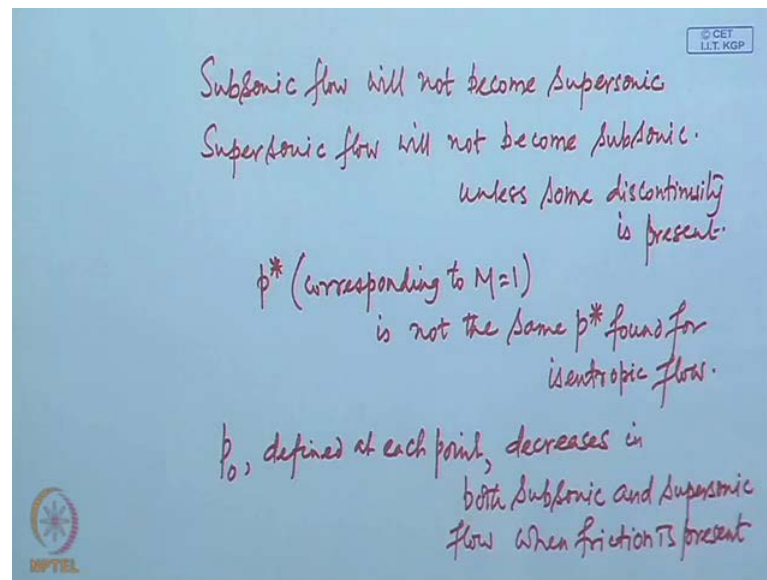 © CET
I.I.T. KGP
Subsonic flow will not become supersonic
Supersonic flow will not become subsonic.
unless some discontinuity
is present.
p* (corresponding to M=1)
is not the same p* found for
isentropic flow.
p₀, defined at each point, decreases in
both subsonic and supersonic
flow when friction is present
NPTEL